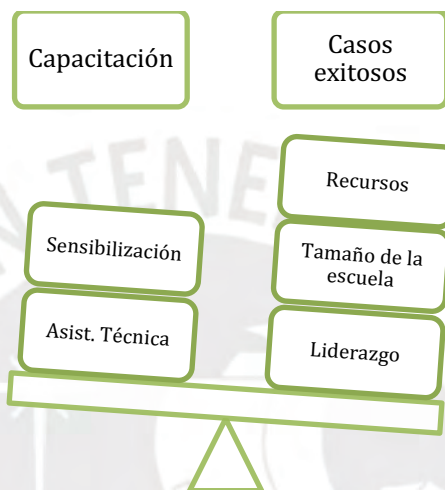 Capacitación
Casos
exitosos
Recursos
Sensibilización
Tamaño de la
escuela
Asist. Técnica
Liderazgo